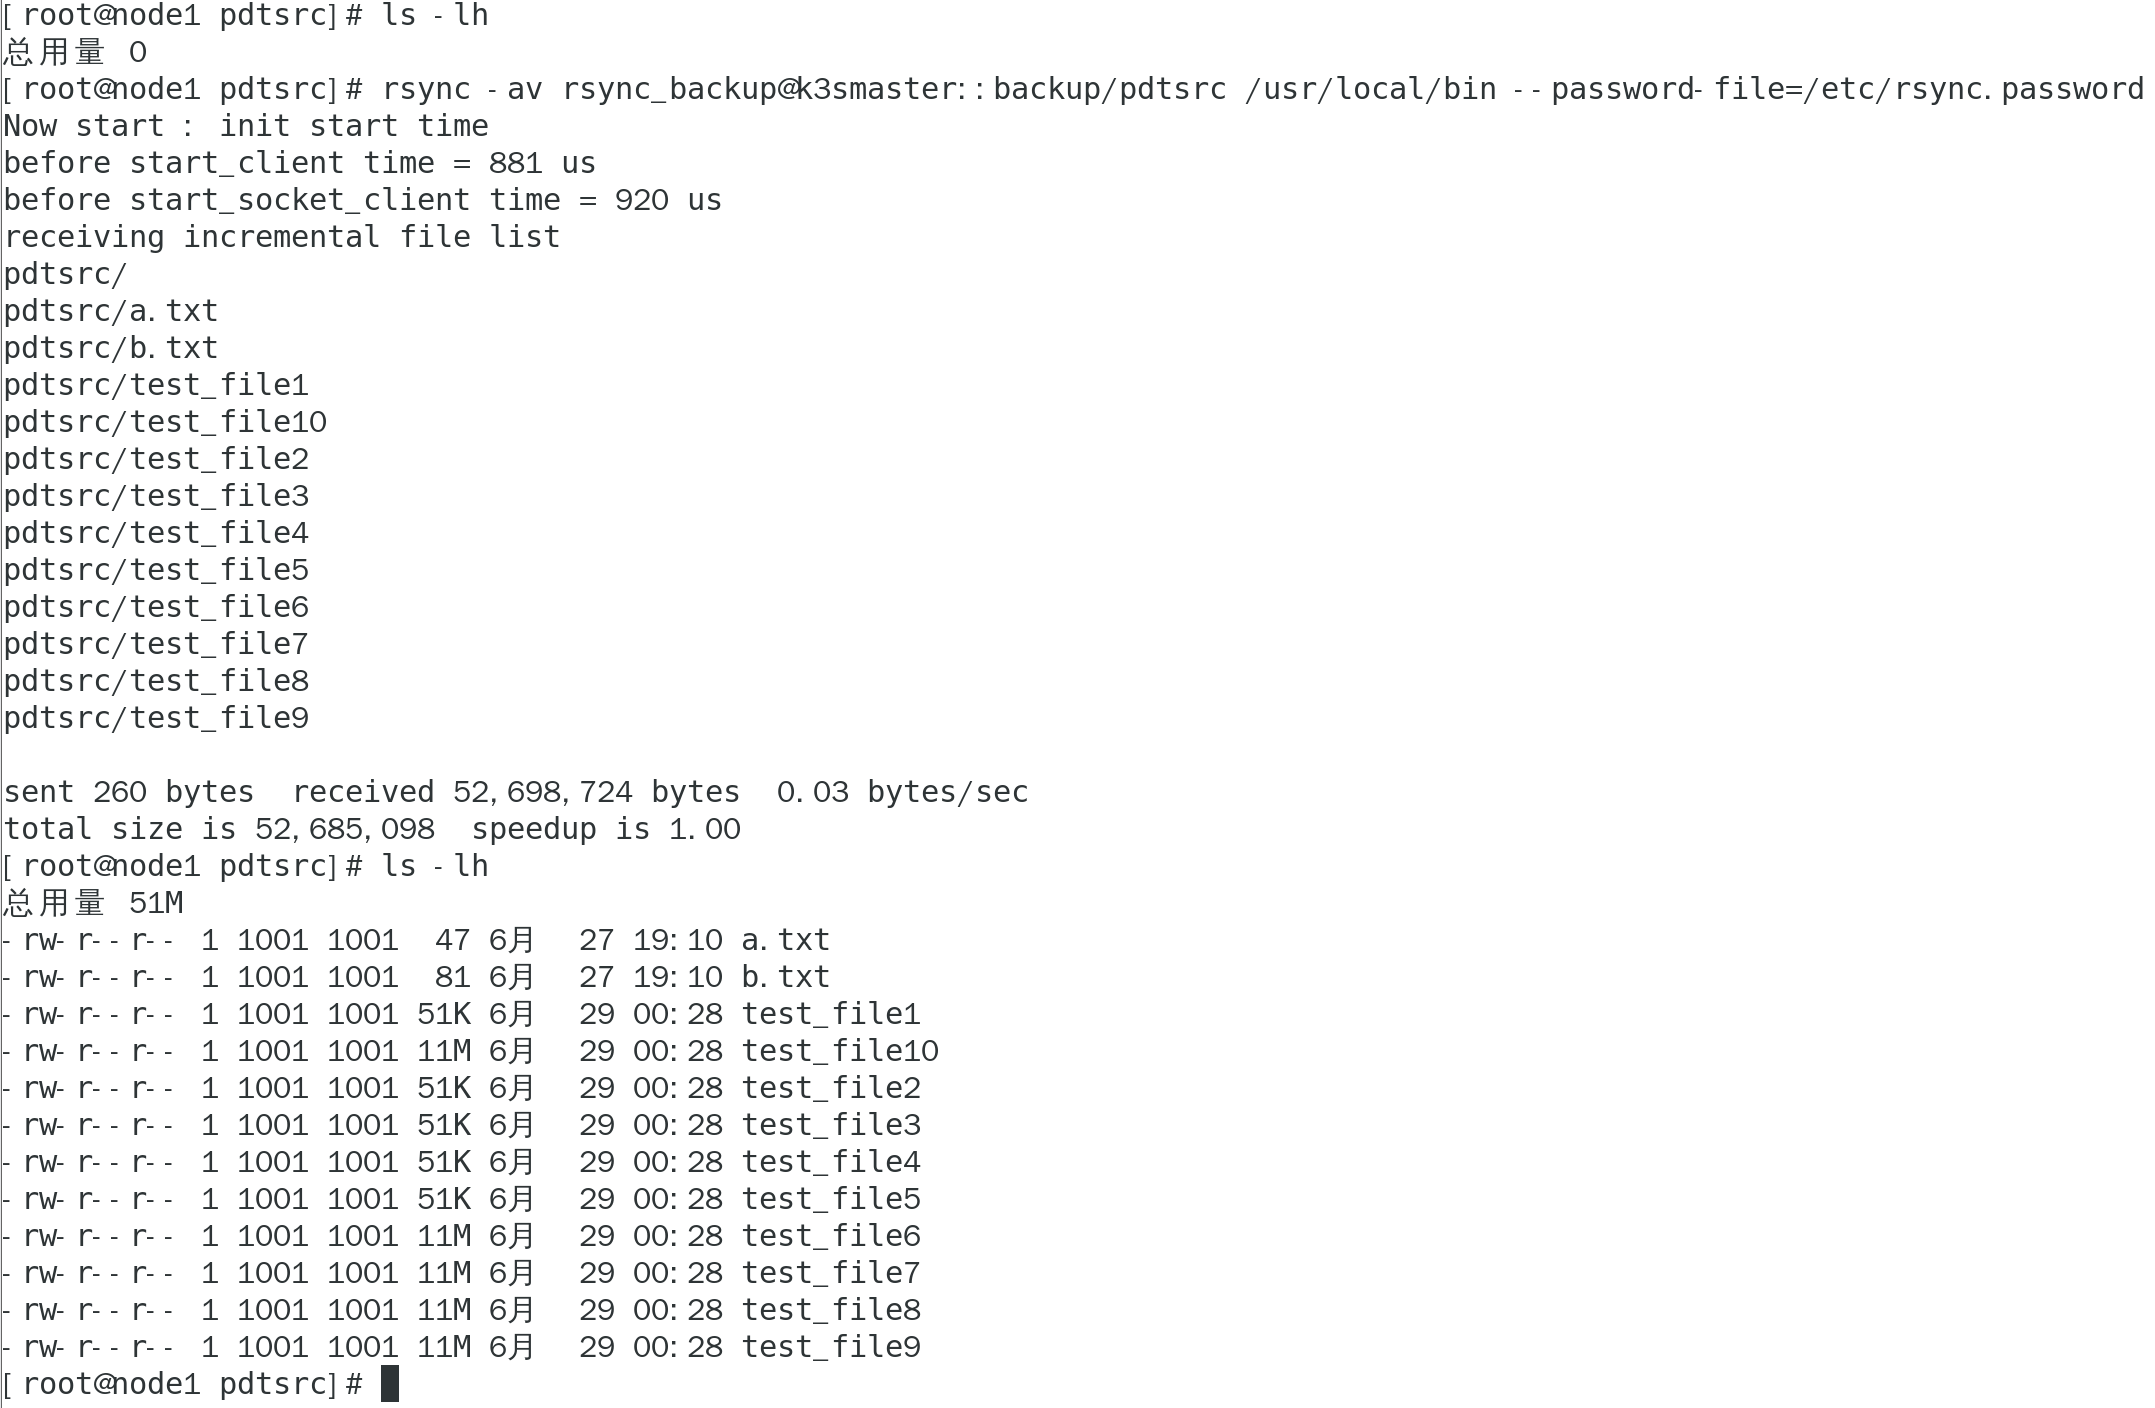 [root@node1 pdtsrc]# ls -lh
总用量 0
[root@node1 pdtsrc]# rsync -av rsync_backup@k3smaster::backup/pdtsrc /usr/local/bin --password-file=/etc/rsync.password
Now start : init start time
before start_client time = 881 us
before start_socket_client time = 920 us
receiving incremental file list
pdtsrc/
pdtsrc/a.txt
pdtsrc/b.txt
pdtsrc/test_file1
pdtsrc/test_file10
pdtsrc/test_file2
pdtsrc/test_file3
pdtsrc/test_file4
pdtsrc/test_file5
pdtsrc/test_file6
pdtsrc/test_file7
pdtsrc/test_file8
pdtsrc/test_file9
sent 260 bytes  received 52,698,724 bytes  0.03 bytes/sec
total size is 52,685,098  speedup is 1.00
[root@node1 pdtsrc]# ls -lh
总用量 51M
-rw-r--r-- 1 1001 1001  47 6月  27 19:10 a.txt
-rw-r--r-- 1 1001 1001  81 6月  27 19:10 b.txt
-rw-r--r-- 1 1001 1001 51K 6月  29 00:28 test_file1
-rw-r--r-- 1 1001 1001 11M 6月  29 00:28 test_file10
-rw-r--r-- 1 1001 1001 51K 6月  29 00:28 test_file2
-rw-r--r-- 1 1001 1001 51K 6月  29 00:28 test_file3
-rw-r--r-- 1 1001 1001 51K 6月  29 00:28 test_file4
-rw-r--r-- 1 1001 1001 51K 6月  29 00:28 test_file5
-rw-r--r-- 1 1001 1001 11M 6月  29 00:28 test_file6
-rw-r--r-- 1 1001 1001 11M 6月  29 00:28 test_file7
-rw-r--r-- 1 1001 1001 11M 6月  29 00:28 test_file8
-rw-r--r-- 1 1001 1001 11M 6月  29 00:28 test_file9
[root@node1 pdtsrc]#